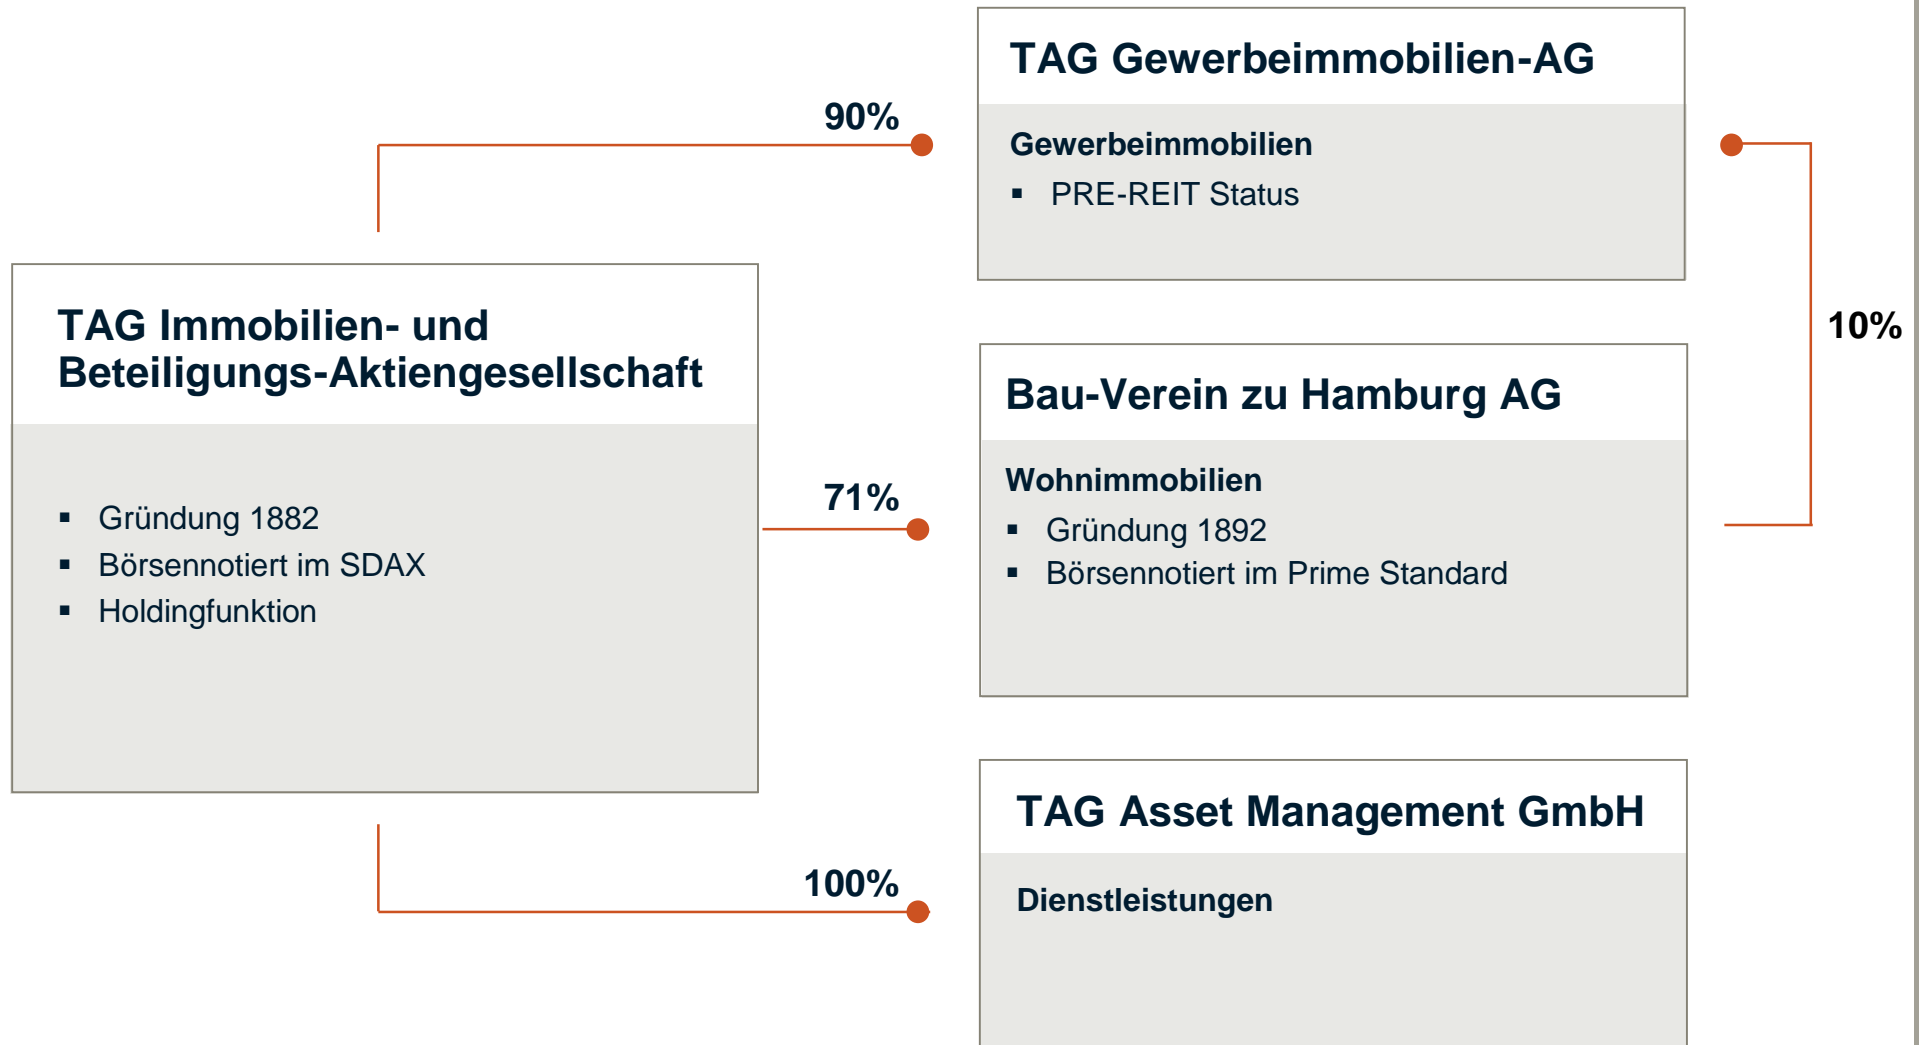 TAG Immobilien- und
Beteiligungs-Aktiengesellschaft
▪ Gründung 1882
▪ Börsennotiert im SDAX
▪ Holdingfunktion
90%
71%
100%
TAG Gewerbeimmobilien-AG
Gewerbeimmobilien
▪ PRE-REIT Status
Bau-Verein zu Hamburg AG
Wohnimmobilien
▪ Gründung 1892
▪ Börsennotiert im Prime Standard
TAG Asset Management GmbH
Dienstleistungen
10%